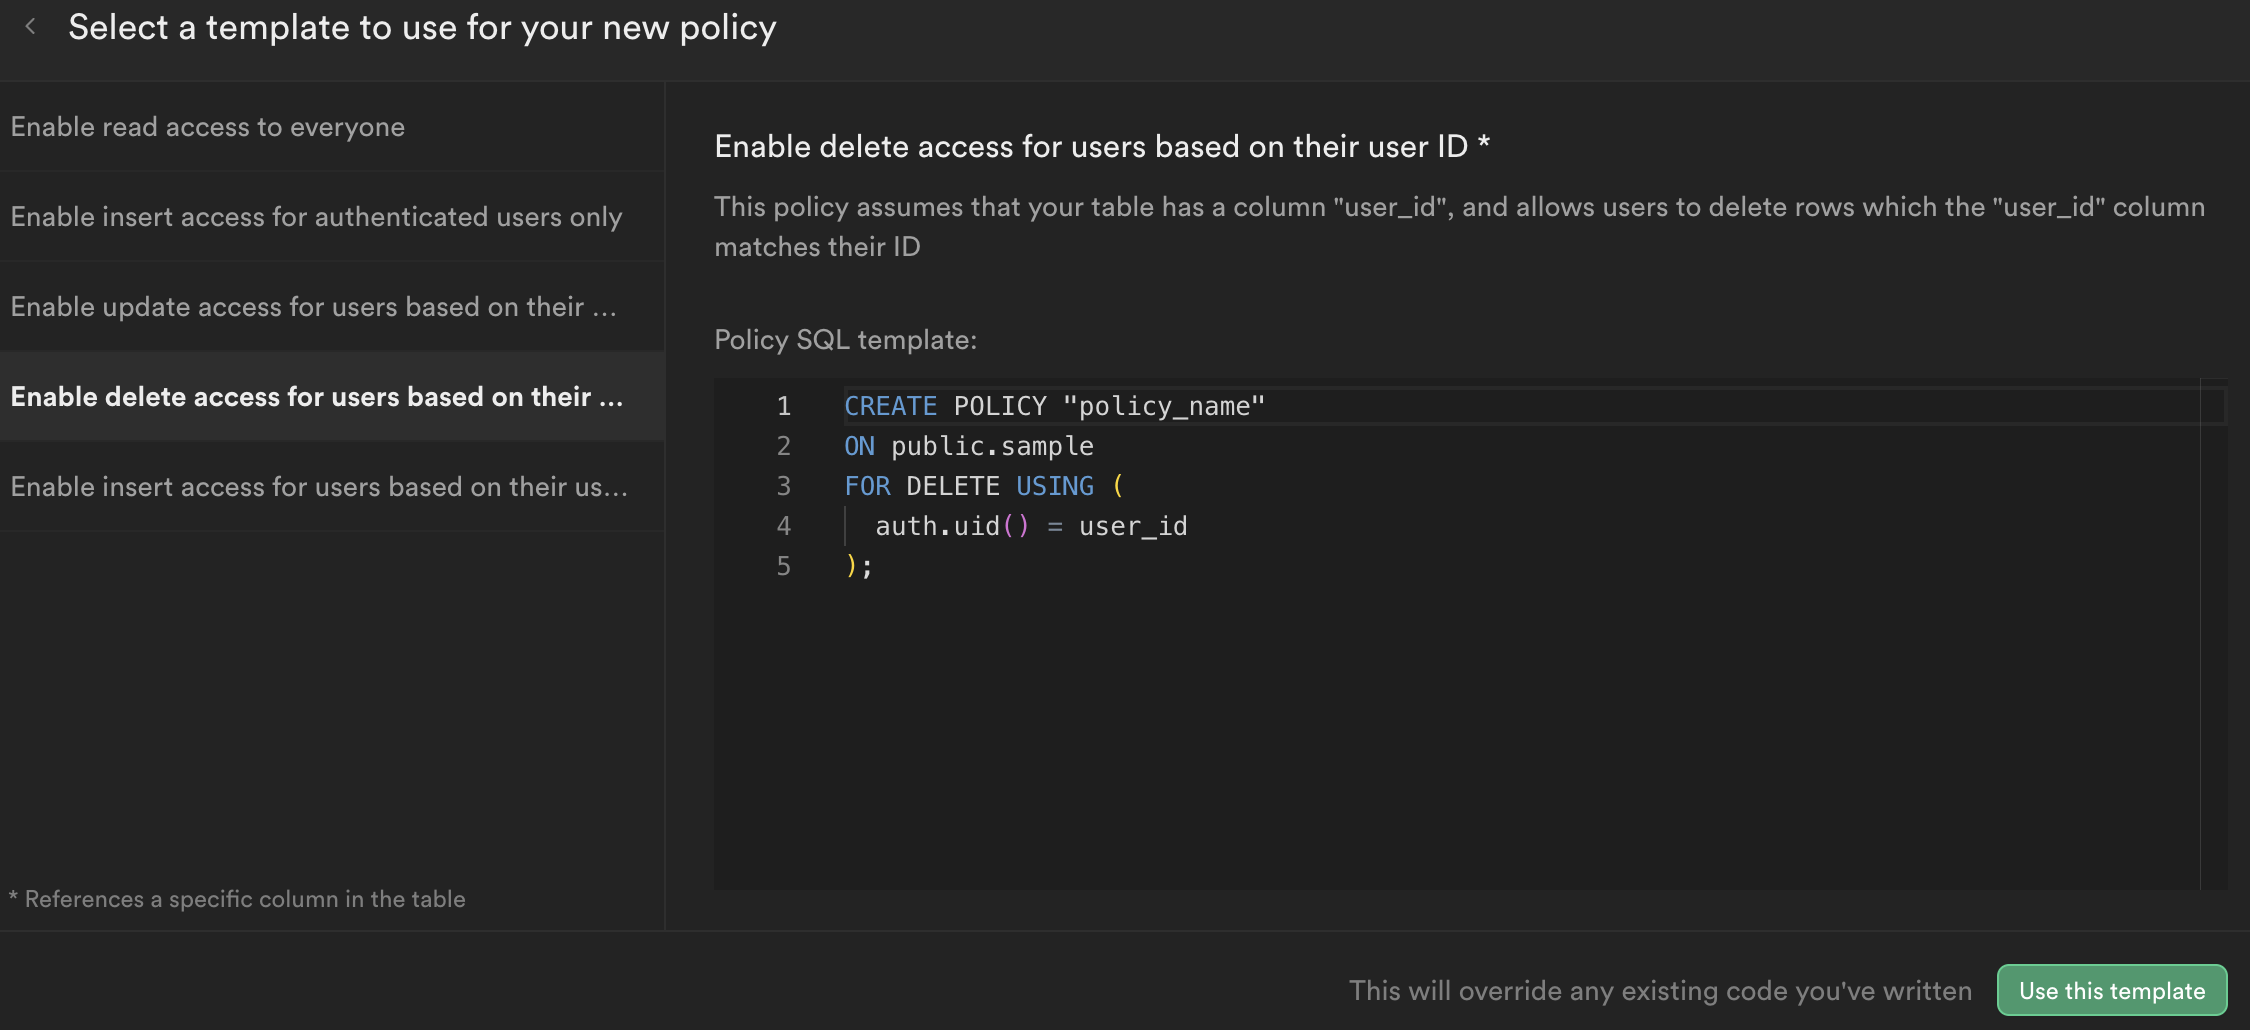 Select a template to use for your new policy
Enable read access to everyone
Enable insert access for authenticated users only
Enable update access for users based on their ...
Enable delete access for users based on their ...
Enable insert access for users based on their us...
* References a specific column in the table
Enable delete access for users based on their user ID *
This policy assumes that your table has a column "user_id", and allows users to delete rows which the "user_id" column
matches their ID
Policy SQL template:
1 CREATE POLICY "policy_name"
2 ON public.sample
3 FOR DELETE USING (
4 auth.uid() = user_id
5 );
This will override any existing code you've written
Use this template